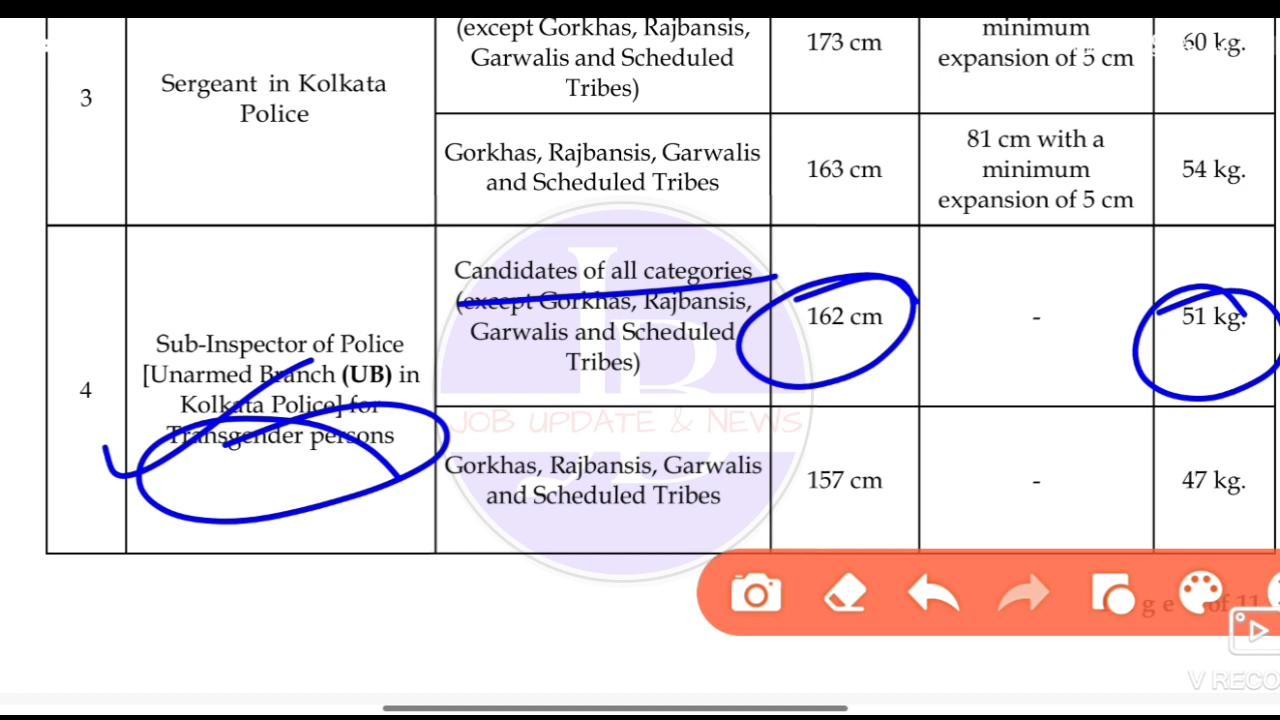 3
Sergeant in Kolkata
Police
(except Gorkhas, Rajbansis,
Garwalis and Scheduled
Tribes)
173 cm
minimum
expansion of 5 cm
60 kg.
Gorkhas, Rajbansis, Garwalis
and Scheduled Tribes
163 cm
81 cm with a
minimum
expansion of 5 cm
54 kg.
4
Sub-Inspector of Police
[Unarmed Branch (UB) in
Kolkata Police] for
Transgender persons
Candidates of all categories
(except Gorkhas, Rajbansis,
Garwalis and Scheduled
Tribes)
162 cm
-
51 kg.
JOB UPDATE & NEWS
Gorkhas, Rajbansis, Garwalis
and Scheduled Tribes
157 cm
-
47 kg.
of 11
V RECO